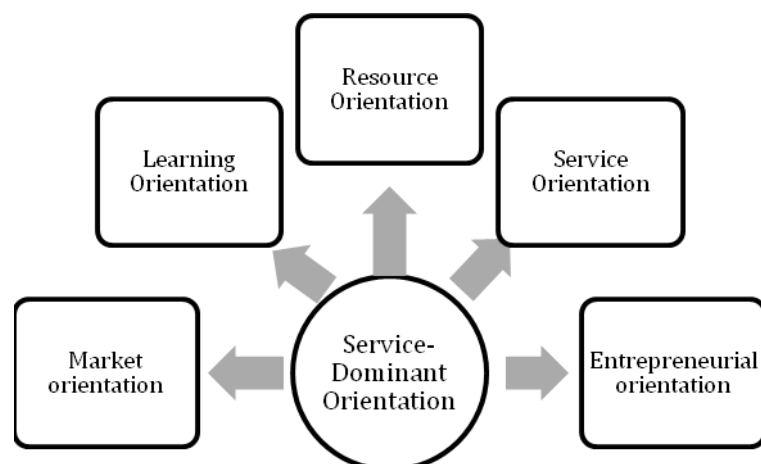 Resource
Orientation
Learning
Orientation
Service
Orientation
Market
orientation
Service-
Dominant
Orientation
Entrepreneurial
orientation